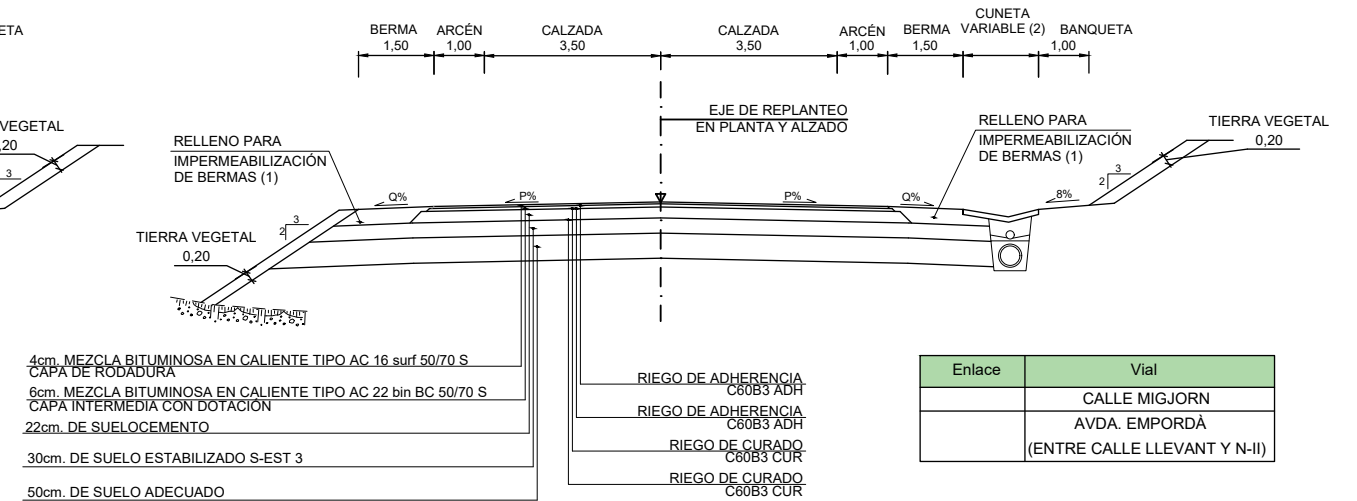 ETA
BERMA
1,50
ARCÉN
1,00
CALZADA
3,50
CALZADA
3,50
ARCÉN
1,00
BERMA
1,50
CUNETA
VARIABLE (2)
BANQUETA
1,00
VEGETAL
,20
3
RELLENO PARA
IMPERMEABILIZACIÓN
DE BERMAS (1)
EJE DE REPLANTEO
EN PLANTA Y ALZADO
RELLENO PARA
IMPERMEABILIZACIÓN
DE BERMAS (1)
TIERRA VEGETAL
0,20
3
2
Q%
P%
P%
Q%
8%
3
2
TIERRA VEGETAL
0,20
4cm. MEZCLA BITUMINOSA EN CALIENTE TIPO AC 16 surf 50/70 S
CAPA DE RODADURA
6cm. MEZCLA BITUMINOSA EN CALIENTE TIPO AC 22 bin BC 50/70 S
CAPA INTERMEDIA CON DOTACIÓN
22cm. DE SUELOCEMENTO
30cm. DE SUELO ESTABILIZADO S-EST 3
50cm. DE SUELO ADECUADO
RIEGO DE ADHERENCIA
C60B3 ADH
RIEGO DE ADHERENCIA
C60B3 ADH
RIEGO DE CURADO
C60B3 CUR
RIEGO DE CURADO
C60B3 CUR
Enlace Vial
CALLE MIGJORN
AVDA. EMPORDÀ
(ENTRE CALLE LLEVANT Y N-II)